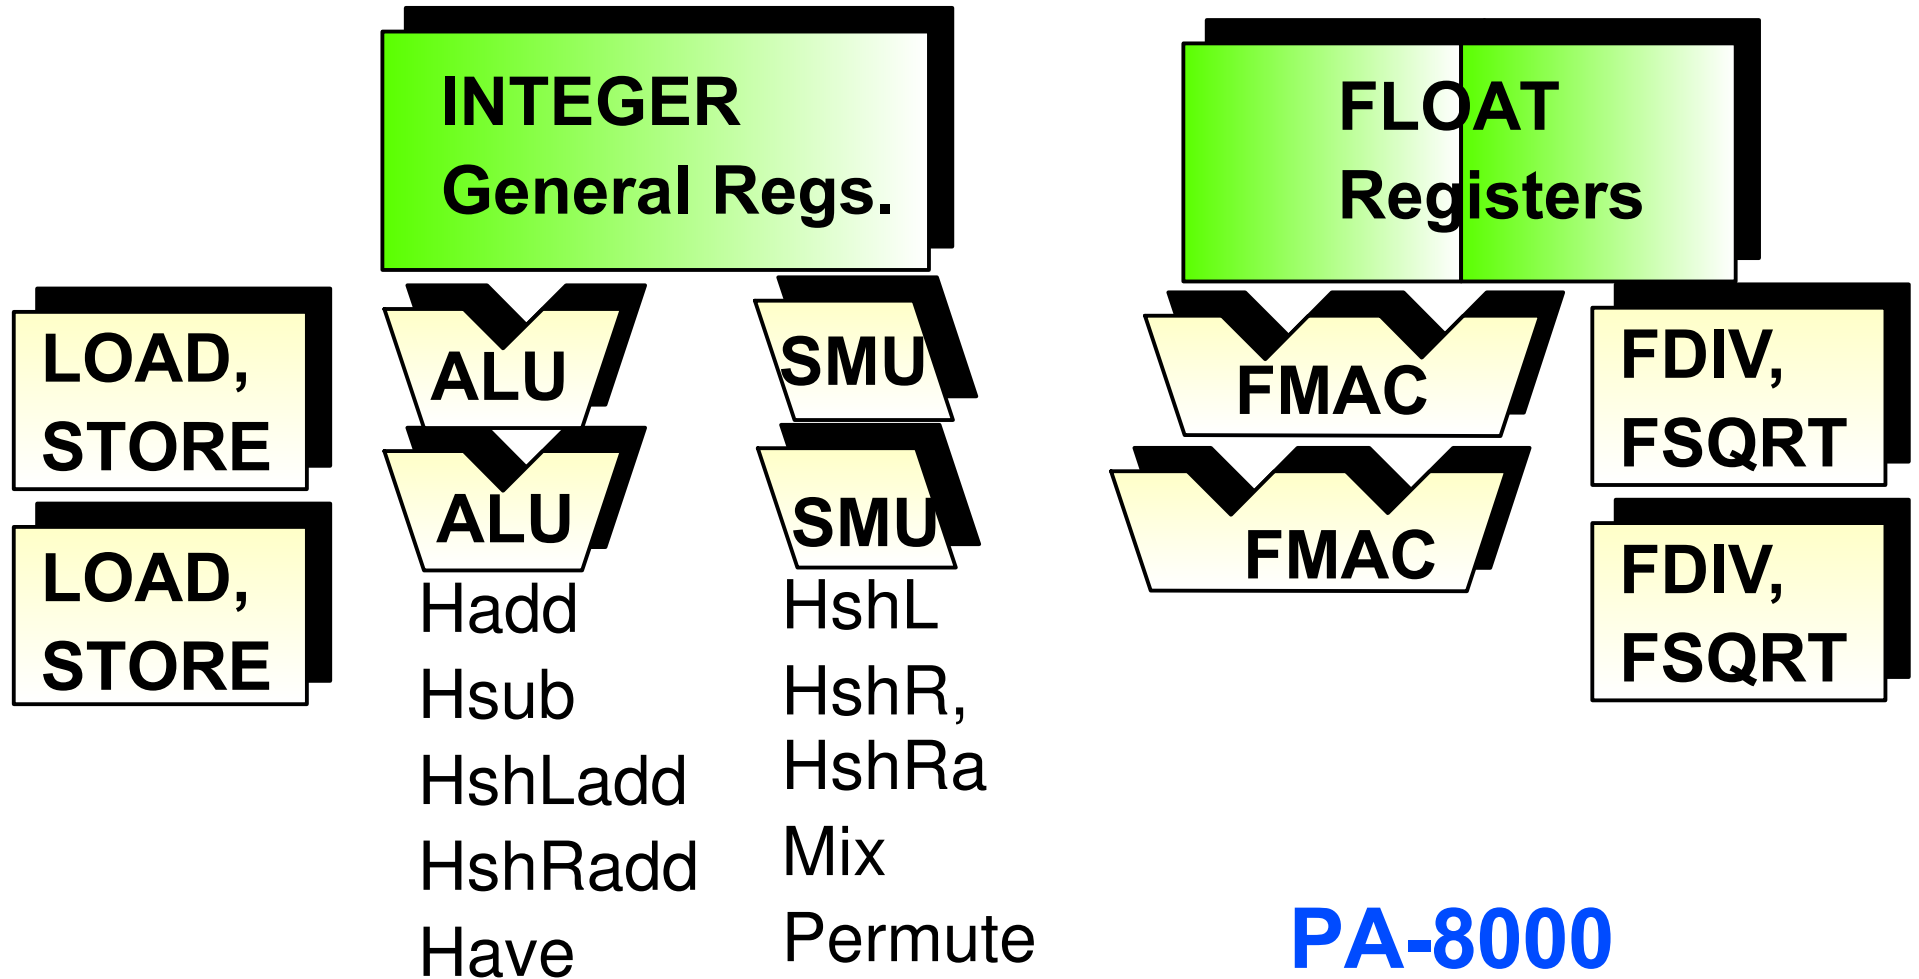 INTEGER
General Regs.
FLOAT
Registers
LOAD,
STORE
LOAD,
STORE
ALU
ALU
Hadd
Hsub
HshLadd
HshRadd
Have
SMU
SMU
HshL
HshR,
HshRa
Mix
Permute
FMAC
FMAC
FDIV,
FSQRT
FDIV,
FSQRT
PA-8000